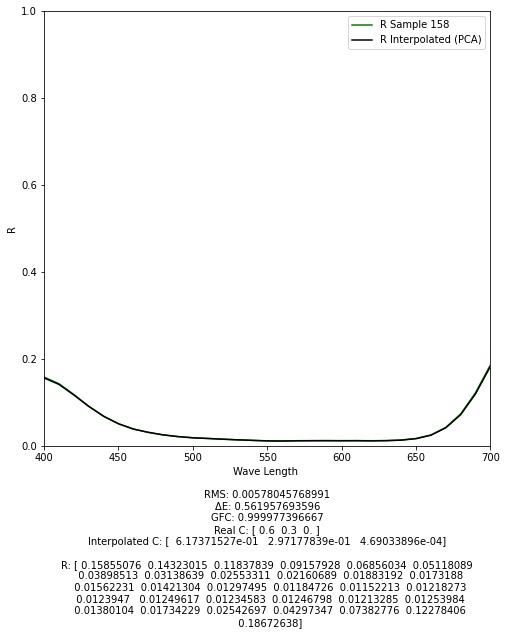 1.0
R Sample 158
R Interpolated (PCA)
0.8
0.6
R
0.4
0.2
0.0
400 450 500 550 600 650 700
Wave Length
RMS: 0.00578045768991
ΔE: 0.561957693596
GFC: 0.999977396667
Real C: [ 0.6 0.3 0. ]
Interpolated C: [ 6.17371527e-01 2.97177839e-01 4.69033896e-04]
R: [ 0.15855076 0.14323015 0.11837839 0.09157928 0.06856034 0.05118089
0.03898513 0.03138639 0.02553311 0.02160689 0.01883192 0.0173188
0.01562231 0.01421304 0.01297495 0.01184726 0.01152213 0.01218273
0.0123947 0.01249617 0.01234583 0.01246798 0.01213285 0.01253984
0.01380104 0.01734229 0.02542697 0.04297347 0.07382776 0.12278406
0.18672638]